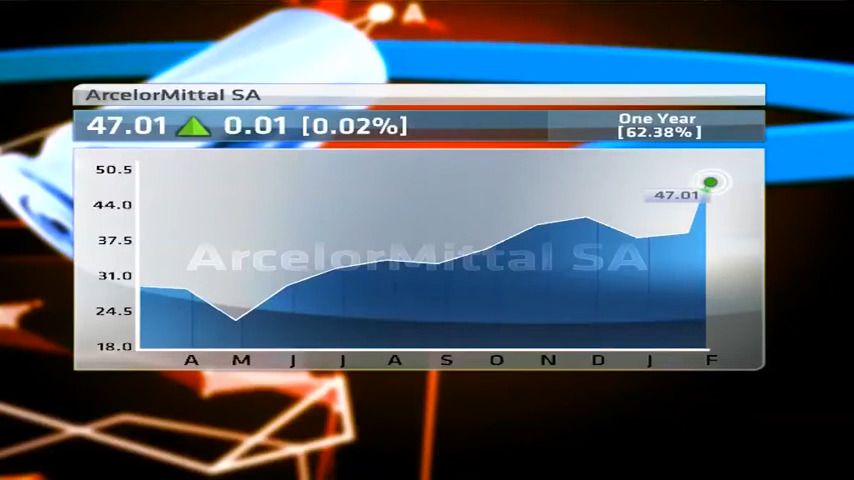 A
ArcelorMittal SA
47.01 0.01 [0.02%]
One Year
[62.38%]
50.5
44.0
37.5
31.0
24.5
18.0
47.01
ArcelorMittal SA
A M J J A S O N D J F